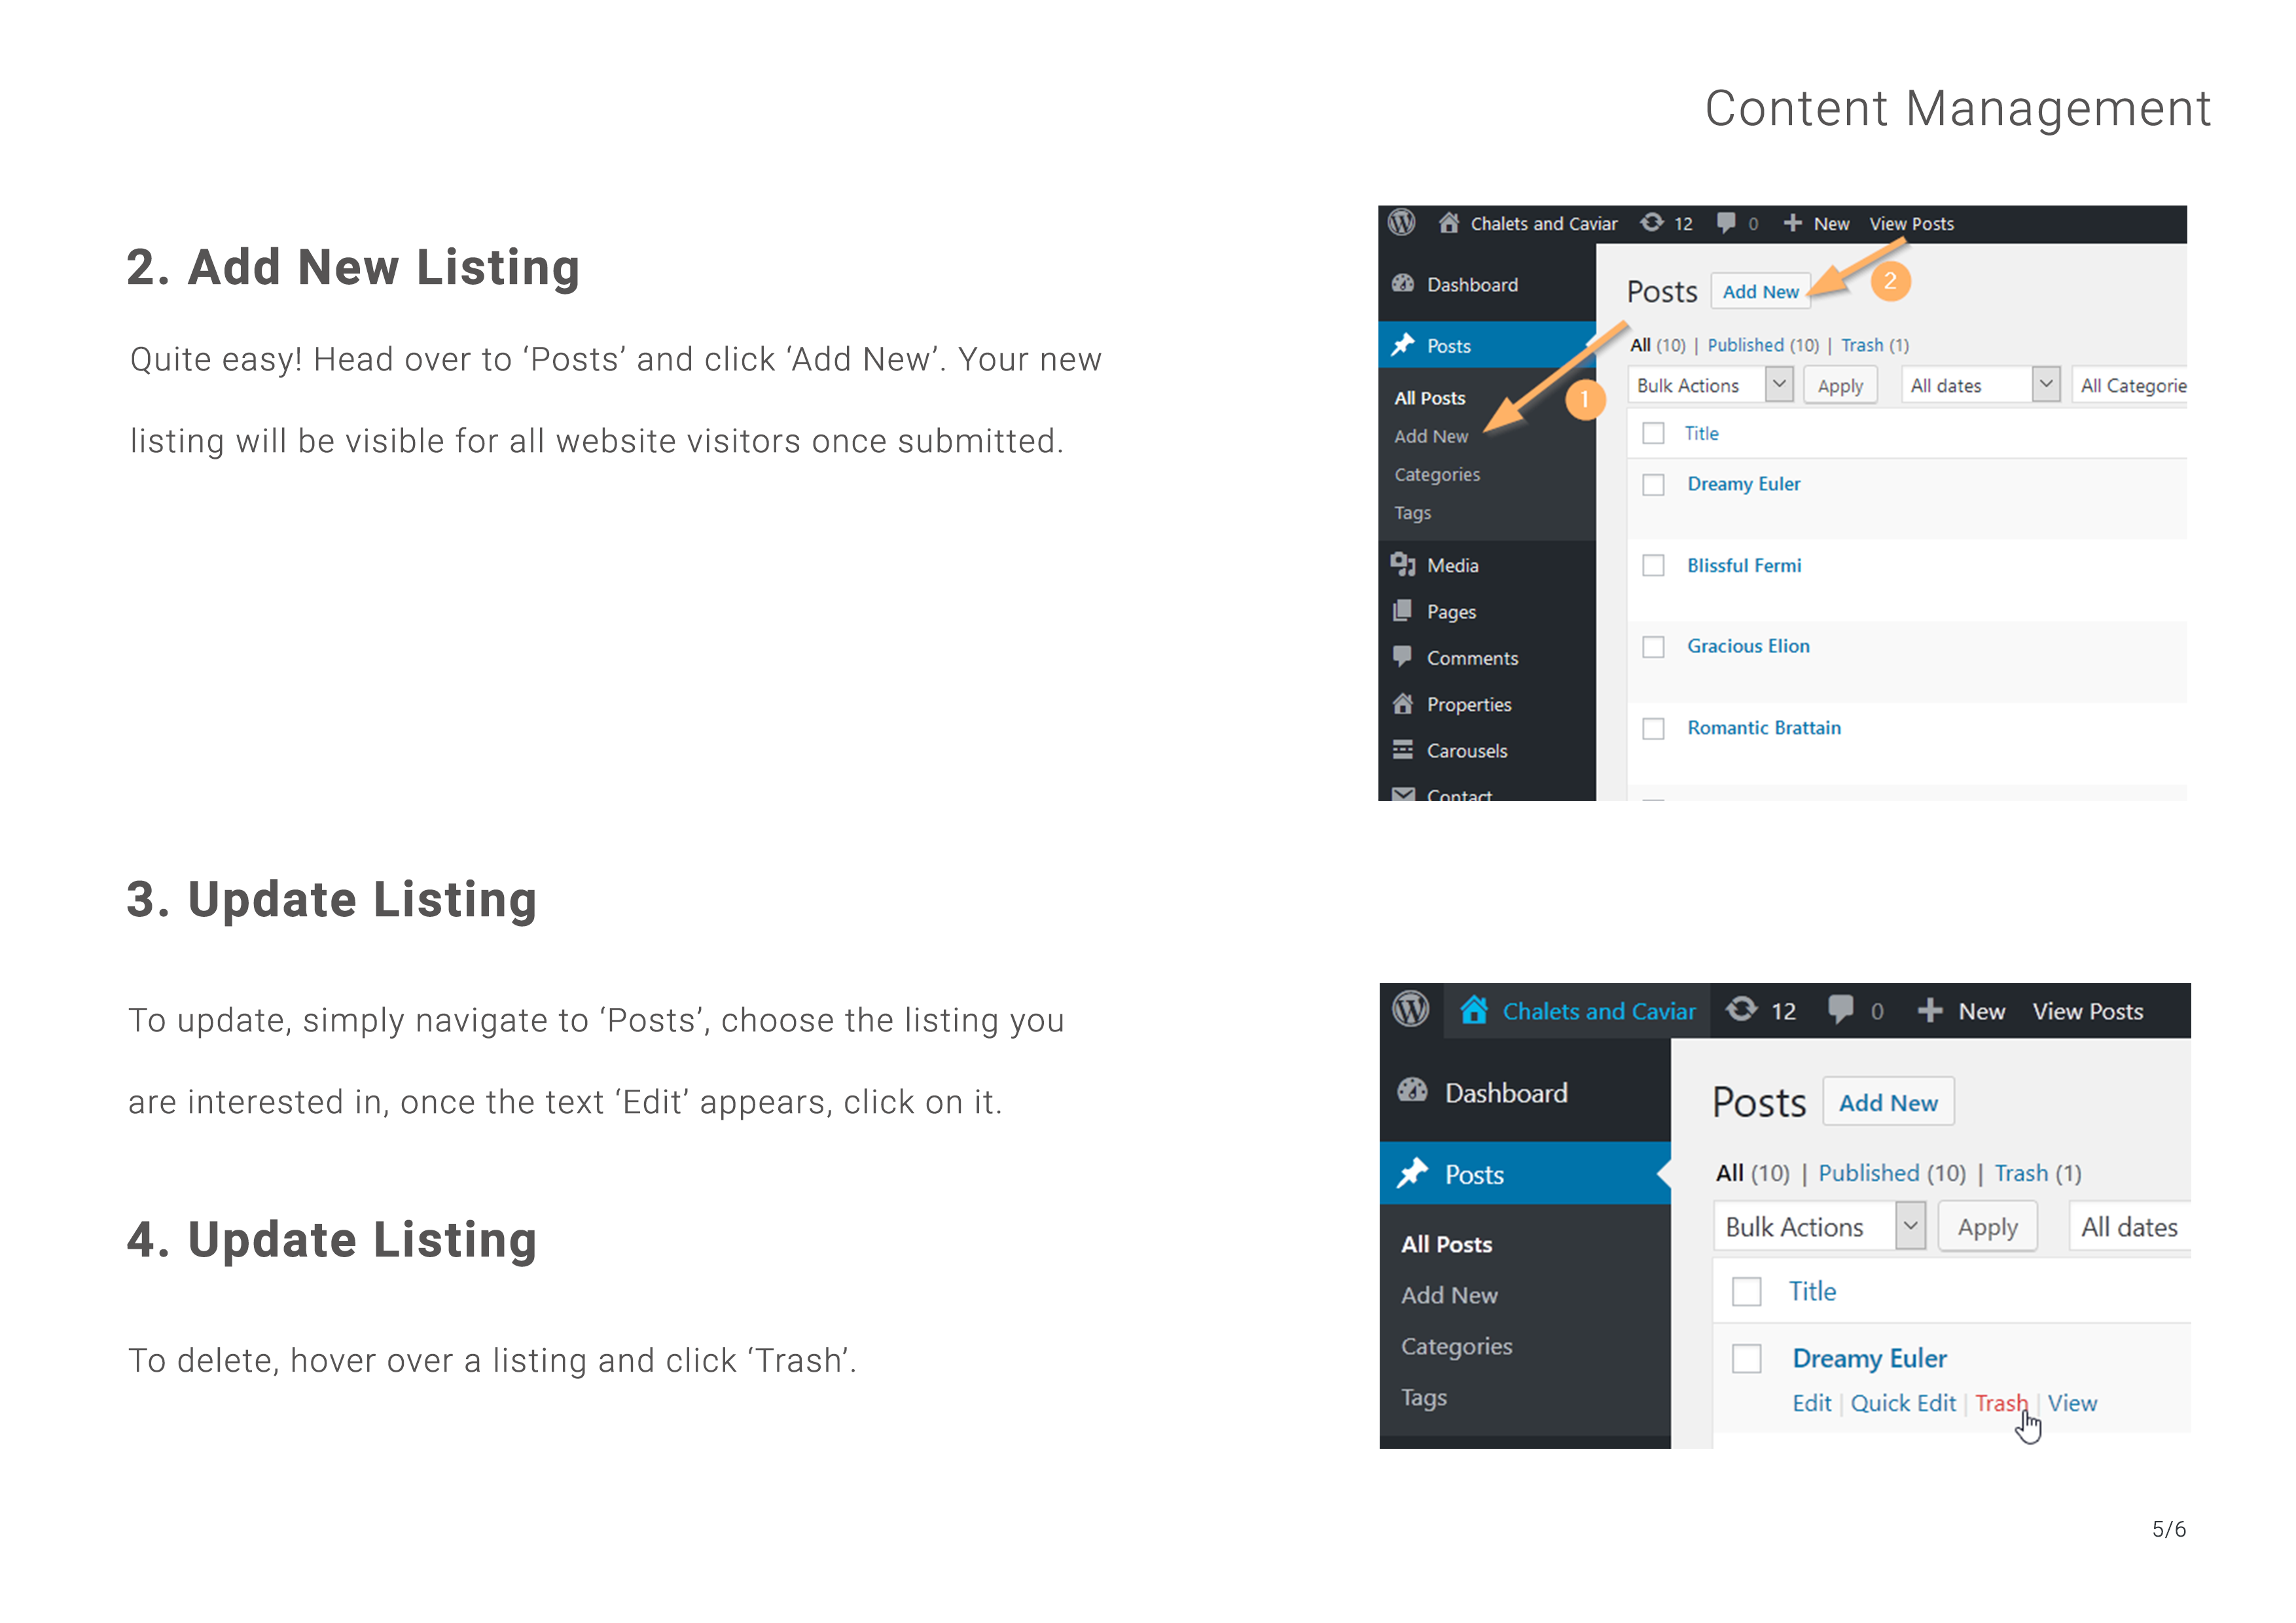 Content Management
2. Add New Listing
Quite easy! Head over to ‘Posts’ and click ‘Add New’. Your new
listing will be visible for all website visitors once submitted.
Chalets and Caviar 12 0 New View Posts
Dashboard
Posts
All Posts
Add New
Categories
Tags
Media
Pages
Comments
Properties
Carousels
Contact
Posts Add New
1
2
All (10) | Published (10) | Trash (1)
Bulk Actions Apply All dates All Categorie
Title
Dreamy Euler
Blissful Fermi
Gracious Elion
Romantic Brattain
3. Update Listing
To update, simply navigate to ‘Posts’, choose the listing you
are interested in, once the text ‘Edit’ appears, click on it.
4. Update Listing
To delete, hover over a listing and click ‘Trash’.
Chalets and Caviar 12 0 New View Posts
Dashboard
Posts
All Posts
Add New
Categories
Tags
Posts Add New
All (10) | Published (10) | Trash (1)
Bulk Actions Apply All dates
Title
Dreamy Euler
Edit | Quick Edit | Trash | View
5/6